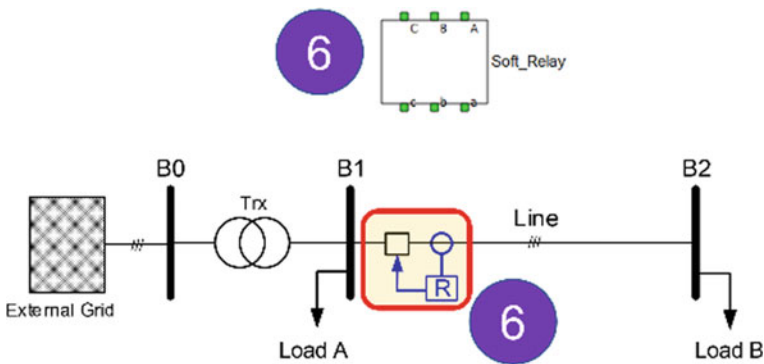 6
C B A
Soft_Relay
c b a
B0
B1
B2
Trx
Line
R
External Grid
6
Load A
Load B